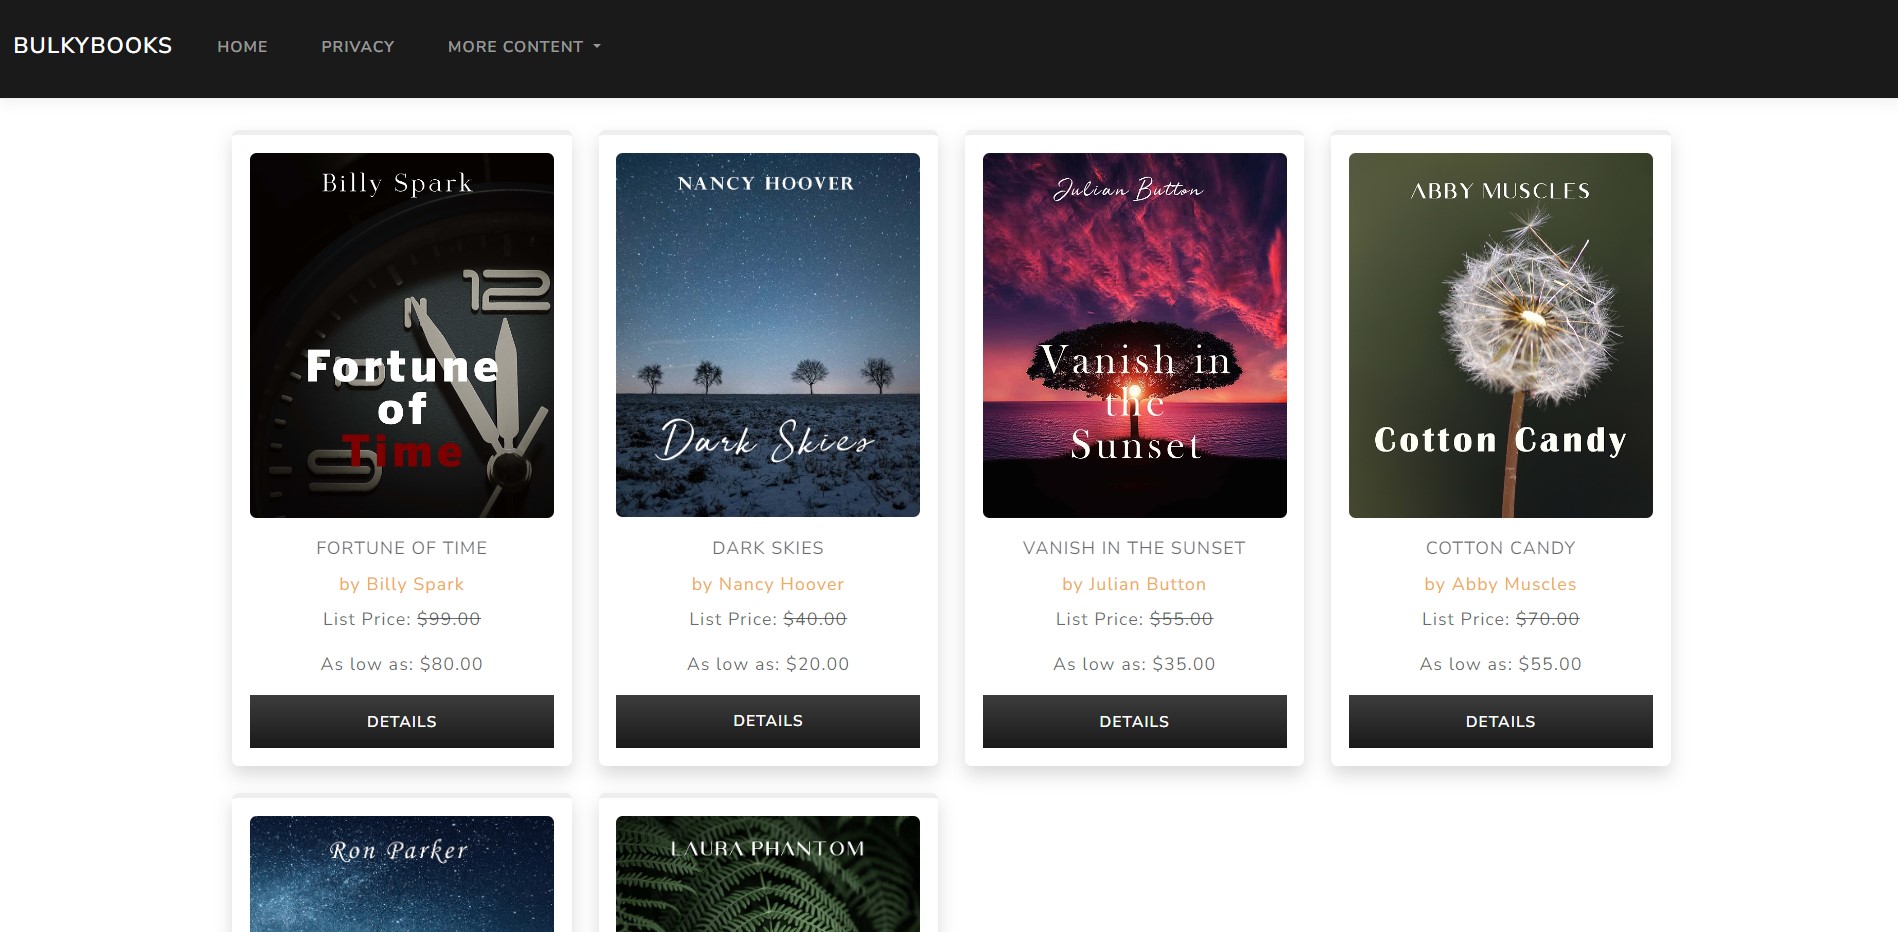 BULKYBOOKS HOME PRIVACY MORE CONTENT
Billy Spark
12
Fortune
of
Time
9
FORTUNE OF TIME
by Billy Spark
List Price: $99.00
As low as: $80.00
DETAILS
NANCY HOOVER
Dark Skies
DARK SKIES
by Nancy Hoover
List Price: $40.00
As low as: $20.00
DETAILS
Julian Button
Vanish in
the
Sunset
VANISH IN THE SUNSET
by Julian Button
List Price: $55.00
As low as: $35.00
DETAILS
ABBY MUSCLES
Cotton Candy
COTTON CANDY
by Abby Muscles
List Price: $70.00
As low as: $55.00
DETAILS
Ron Parker
LAURA PHANTOM